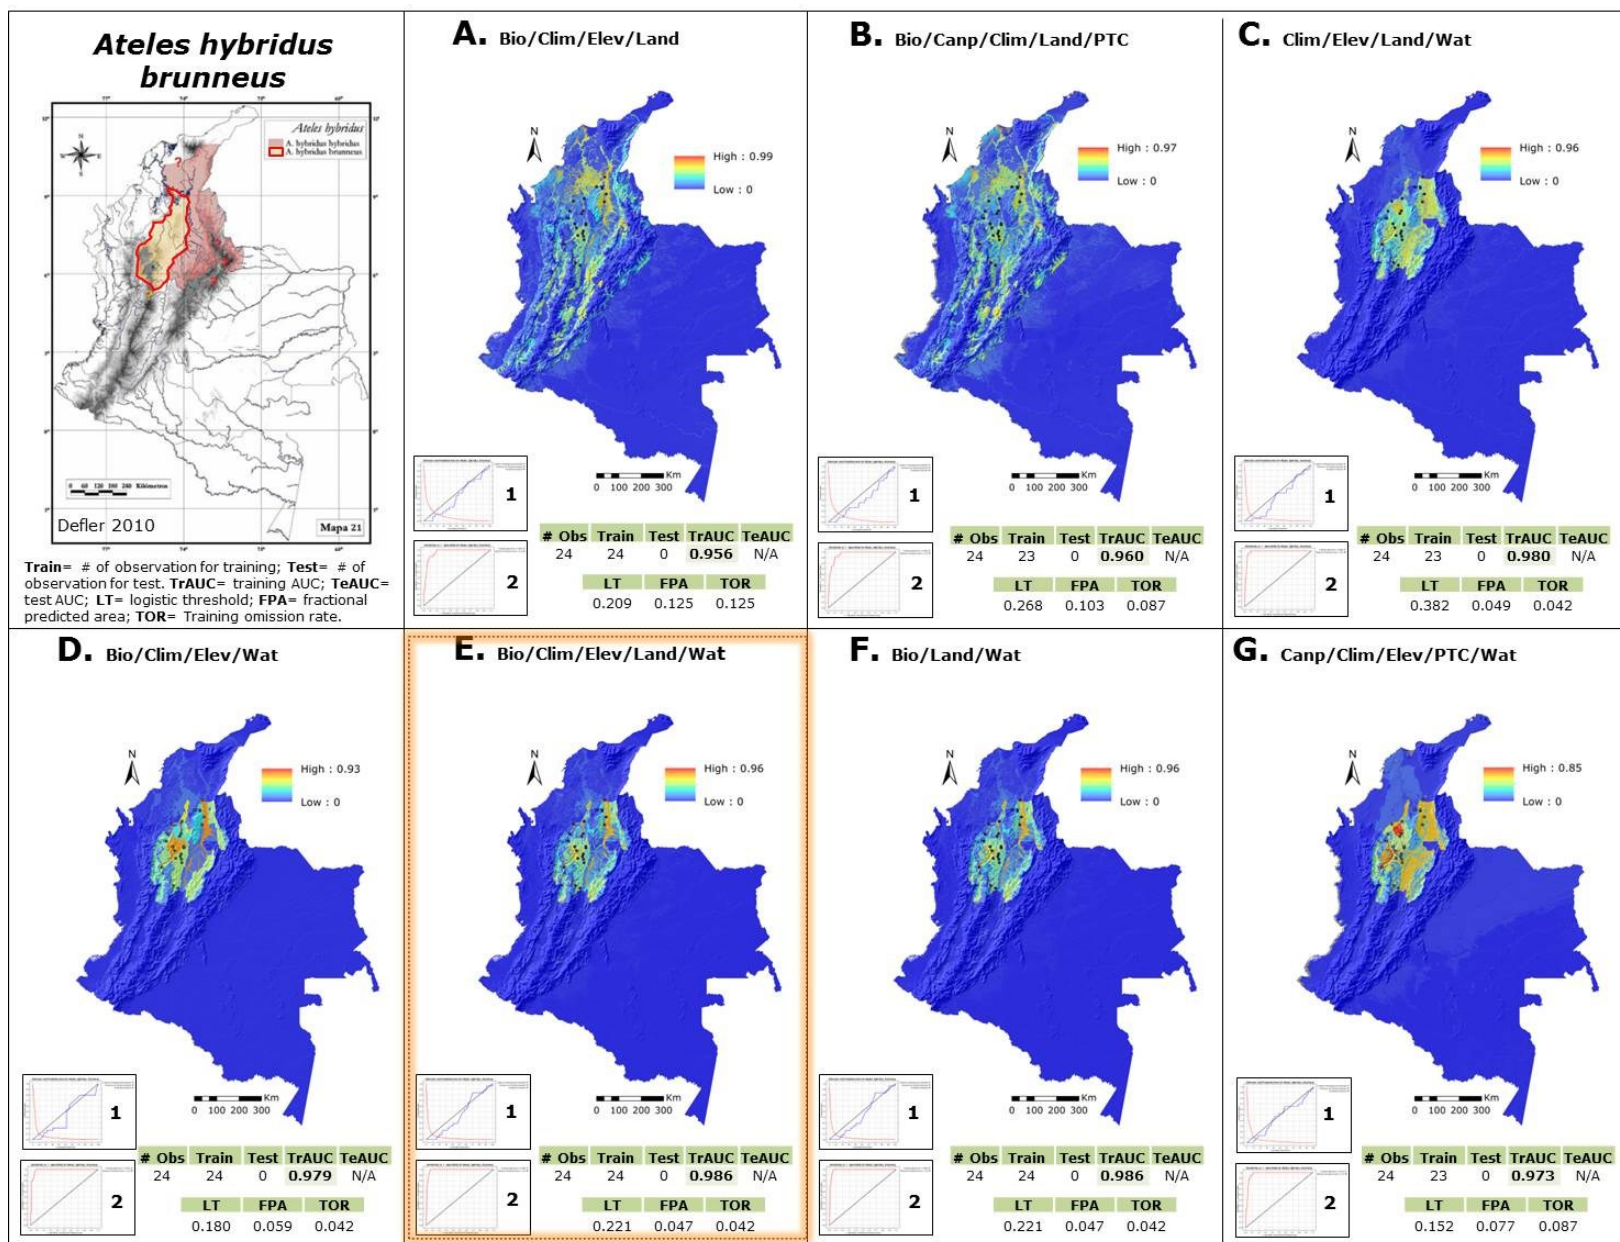 Ateles hybridus
brunneus
Ateles hybridus
A. hybridus hybridus
A. hybridus brunneus
N
W
E
S
?
Kilómetros
Defler 2010
Mapa 21
Train= # of observation for training; Test= # of
observation for test. TrAUC= training AUC; TeAUC=
test AUC; LT= logistic threshold; FPA= fractional
predicted area; TOR= Training omission rate.
A. Bio/Clim/Elev/Land
N
High : 0.99
Low : 0
Km
0 100 200 300
1
2
# Obs Train Test TrAUC TeAUC
24 24 0 0.956 N/A
LT FPA TOR
0.209 0.125 0.125
B. Bio/Canp/Clim/Land/PTC
N
High : 0.97
Low : 0
Km
0 100 200 300
1
2
# Obs Train Test TrAUC TeAUC
24 23 0 0.960 N/A
LT FPA TOR
0.268 0.103 0.087
C. Clim/Elev/Land/Wat
N
High : 0.96
Low : 0
Km
0 100 200 300
1
2
# Obs Train Test TrAUC TeAUC
24 23 0 0.980 N/A
LT FPA TOR
0.382 0.049 0.042
D. Bio/Clim/Elev/Wat
N
High : 0.93
Low : 0
Km
0 100 200 300
1
2
# Obs Train Test TrAUC TeAUC
24 24 0 0.979 N/A
LT FPA TOR
0.180 0.059 0.042
E. Bio/Clim/Elev/Land/Wat
N
High : 0.96
Low : 0
Km
0 100 200 300
1
2
# Obs Train Test TrAUC TeAUC
24 24 0 0.986 N/A
LT FPA TOR
0.221 0.047 0.042
F. Bio/Land/Wat
N
High : 0.96
Low : 0
Km
0 100 200 300
1
2
# Obs Train Test TrAUC TeAUC
24 24 0 0.986 N/A
LT FPA TOR
0.221 0.047 0.042
G. Canp/Clim/Elev/PTC/Wat
N
High : 0.85
Low : 0
Km
0 100 200 300
1
2
# Obs Train Test TrAUC TeAUC
24 23 0 0.973 N/A
LT FPA TOR
0.152 0.077 0.087